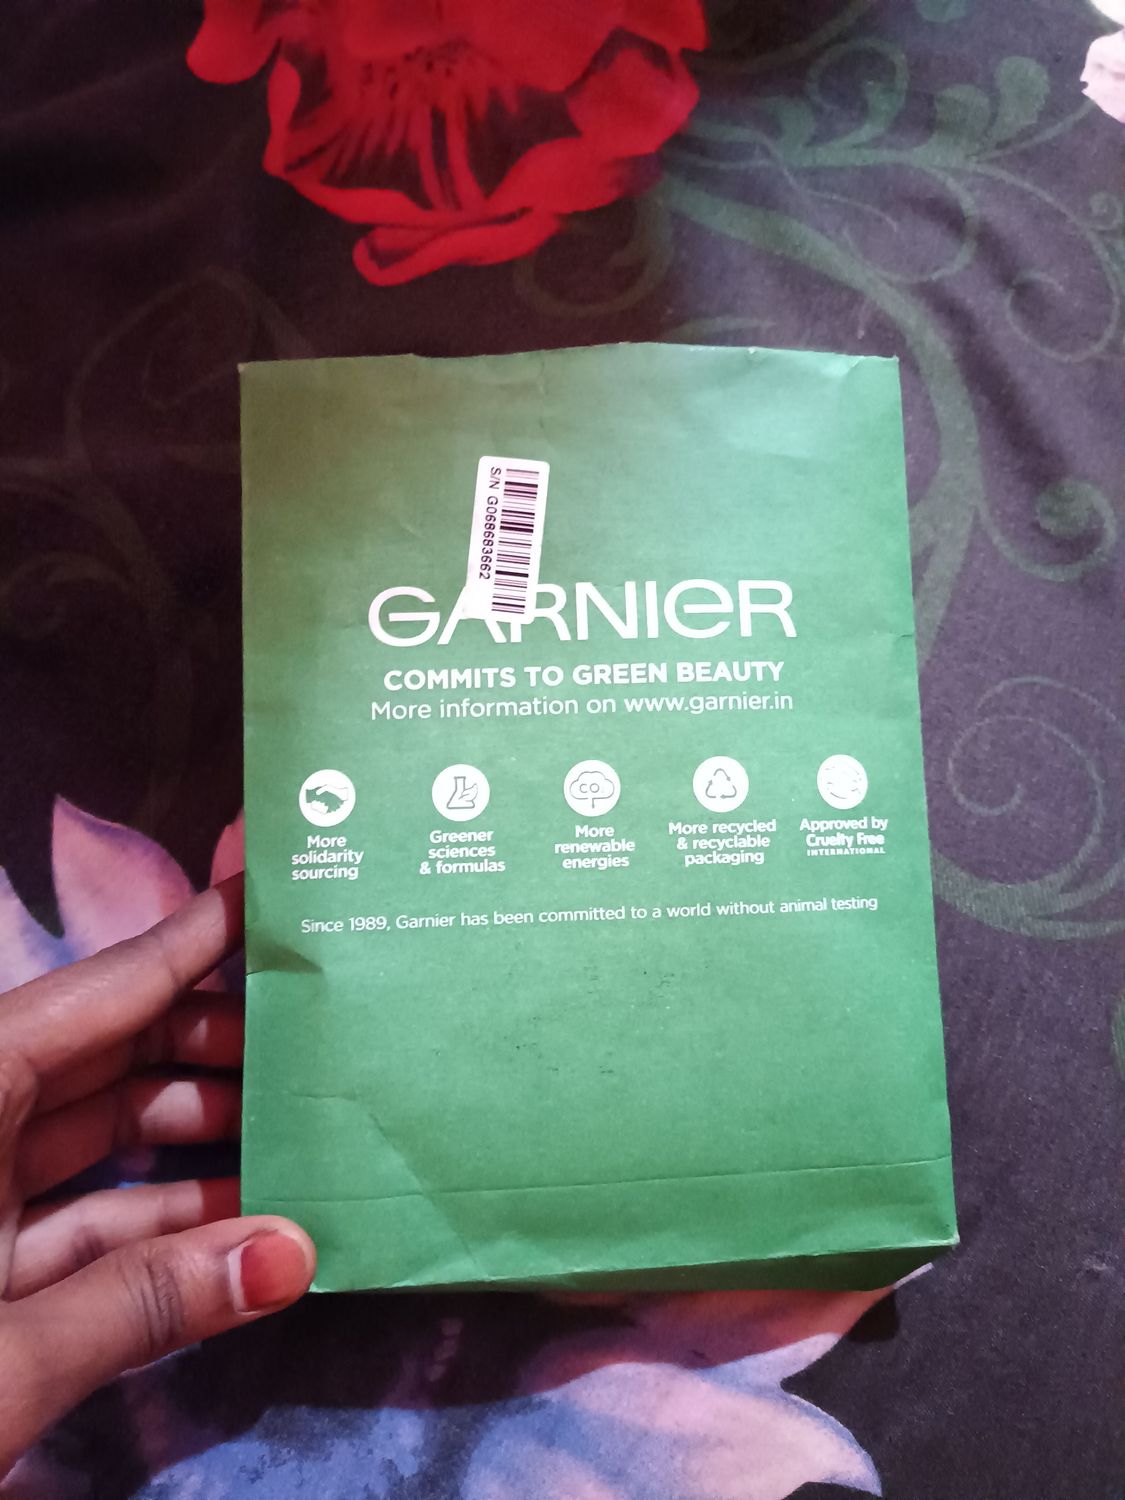 S/N G068683662
GARNIER
COMMITS TO GREEN BEAUTY
More information on www.garnier.in
CO₂
More
solidarity
sourcing
Greener
sciences
& formulas
More
renewable
energies
More recycled
& recyclable
packaging
Approved by
Cruelty Free
INTERNATIONAL
Since 1989, Garnier has been committed to a world without animal testing